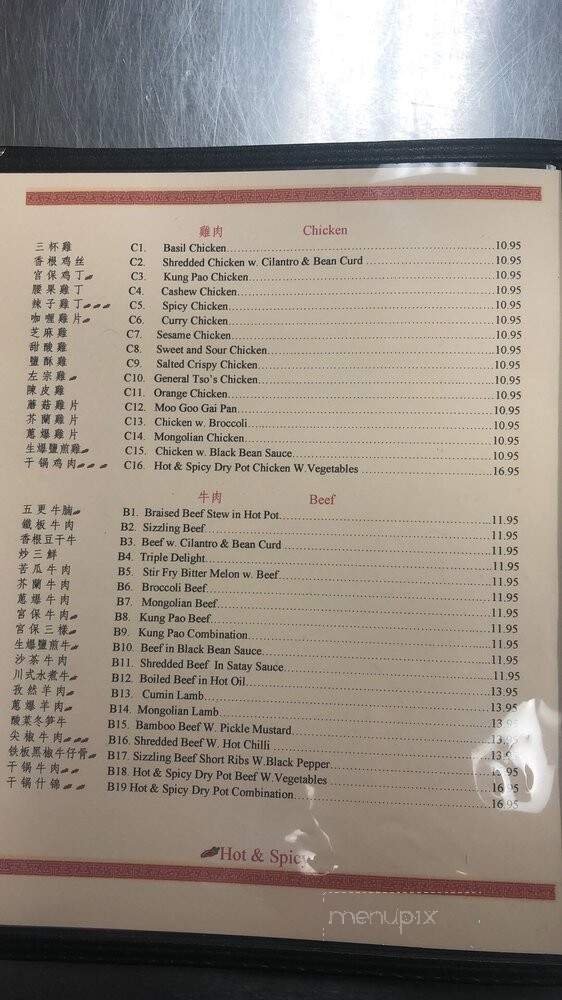 雞肉 Chicken
三杯雞 C1. Basil Chicken 10.95
香根鸡丝 C2. Shredded Chicken w. Cilantro & Bean Curd 10.95
宫保鸡丁 C3. Kung Pao Chicken 10.95
腰果雞丁 C4. Cashew Chicken 10.95
辣子雞丁 C5. Spicy Chicken 10.95
咖喱雞片 C6. Curry Chicken 10.95
芝麻雞 C7. Sesame Chicken 10.95
甜酸雞 C8. Sweet and Sour Chicken 10.95
鹽酥雞 C9. Salted Crispy Chicken 10.95
左宗雞 C10. General Tso's Chicken 10.95
陳皮雞 C11. Orange Chicken 10.95
蘑菇雞片 C12. Moo Goo Gai Pan 10.95
芥蘭雞片 C13. Chicken w. Broccoli 10.95
蔥爆雞片 C14. Mongolian Chicken 10.95
生爆鹽煎雞 C15. Chicken w. Black Bean Sauce 10.95
干锅鸡肉 C16. Hot & Spicy Dry Pot Chicken W.Vegetables 16.95
牛肉 Beef
五更牛腩 B1. Braised Beef Stew in Hot Pot 11.95
鐵板牛肉 B2. Sizzling Beef 11.95
香根豆干牛 B3. Beef w. Cilantro & Bean Curd 11.95
炒三鮮 B4. Triple Delight 11.95
苦瓜牛肉 B5. Stir Fry Bitter Melon w. Beef 11.95
芥蘭牛肉 B6. Broccoli Beef 11.95
蔥爆牛肉 B7. Mongolian Beef 11.95
宮保牛肉 B8. Kung Pao Beef 11.95
宮保三樣 B9. Kung Pao Combination 11.95
生爆鹽煎牛 B10. Beef in Black Bean Sauce 11.95
沙茶牛肉 B11. Shredded Beef In Satay Sauce 11.95
川式水煮牛 B12. Boiled Beef in Hot Oil 11.95
孜然羊肉 B13. Cumin Lamb 13.95
蔥爆羊肉 B14. Mongolian Lamb 13.95
酸菜冬笋牛 B15. Bamboo Beef W. Pickle Mustard 13.95
尖椒牛肉 B16. Shredded Beef W. Hot Chilli 13.95
铁板黑椒牛仔骨 B17. Sizzling Beef Short Ribs W.Black Pepper
干锅牛肉 B18. Hot & Spicy Dry Pot Beef W.Vegetables 16.95
干锅什锦 B19 Hot & Spicy Dry Pot Combination 16.95
Hot & Spicy
menupix